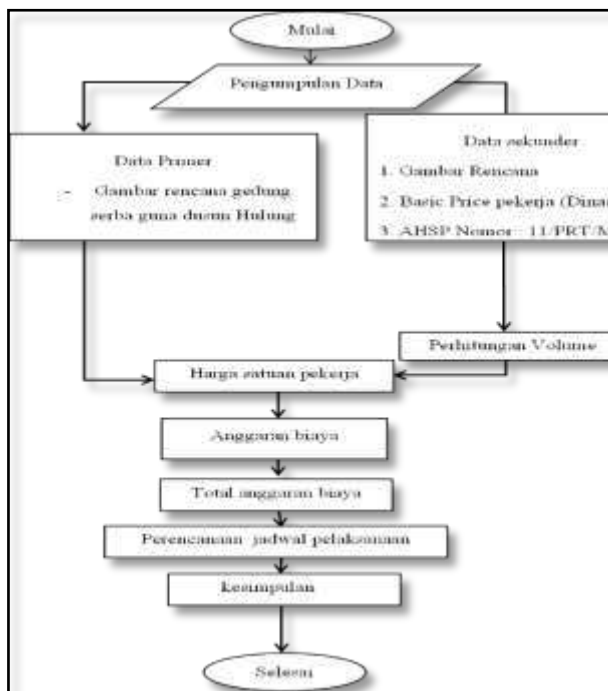 Mulai
Pengumpulan Data
Data Primer
- Gambar rencana gedung
serba guna dusun Hulung
Data sekunder
1. Gambar Rencana
2. Basic Price pekerja (Dinas
3. AHSP Nomor : 11/PRT/M
Perhitungan Volume
Harga satuan pekerja
Anggaran biaya
Total anggaran biaya
Perencanaan jadwal pelaksanaan
kesimpulan
Selesai